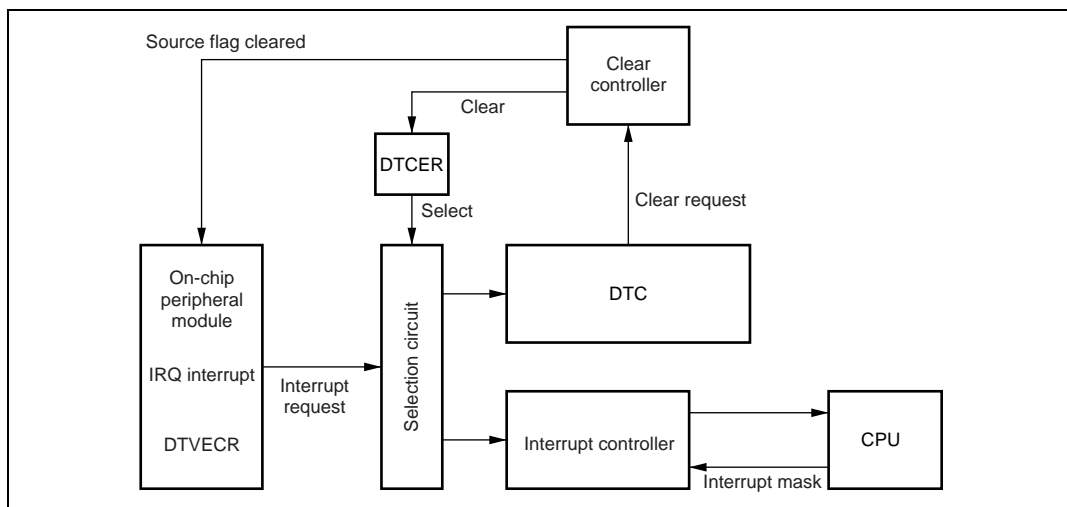 Source flag cleared
Clear
controller
Clear
DTCER
Clear request
Select
On-chip
peripheral
module
DTC
Selection circuit
IRQ interrupt
Interrupt
request
DTVECR
Interrupt controller
CPU
Interrupt mask